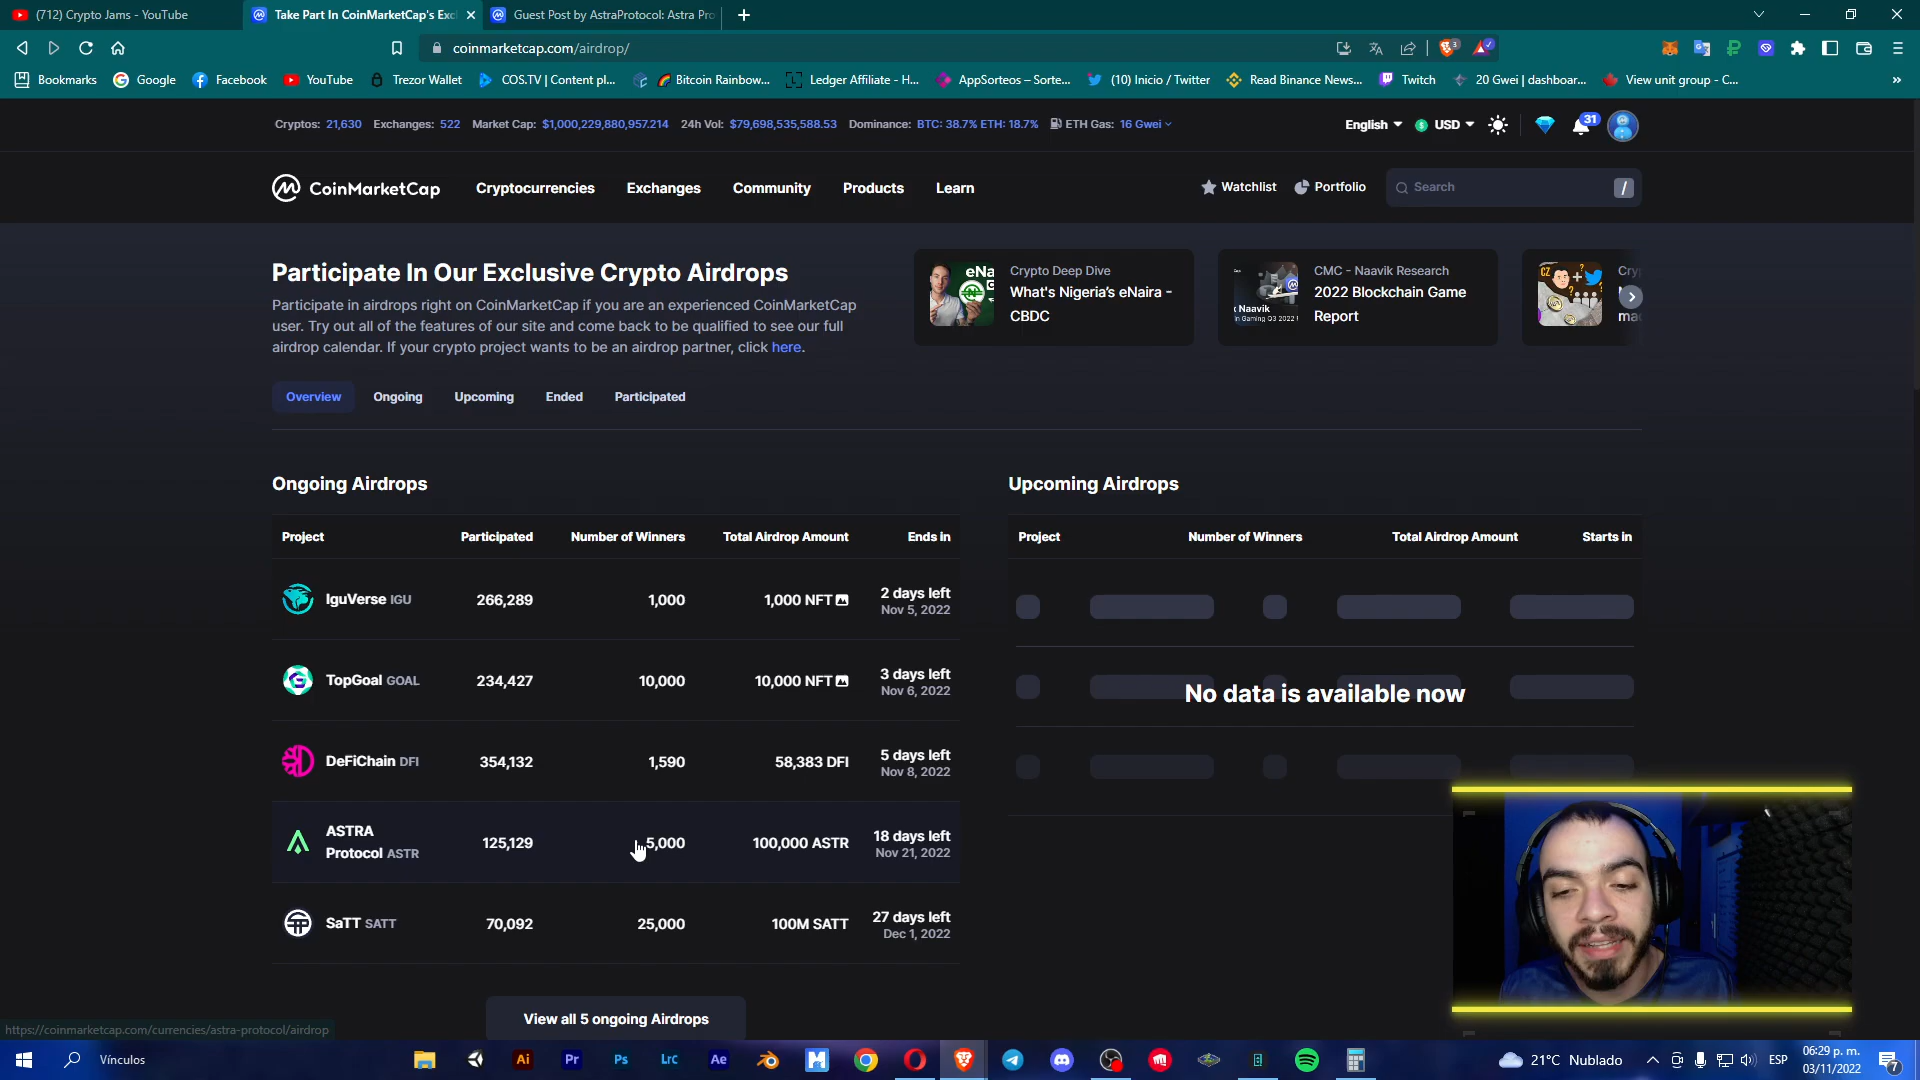 (712) Crypto Jams - YouTube
Take Part In CoinMarketCap's Exc
Guest Post by AstraProtocol: Astra Pro
coinmarketcap.com/airdrop/
Bookmarks
Google
Facebook
YouTube
Trezor Wallet
COS.TV | Content pl...
Bitcoin Rainbow...
Ledger Affiliate - H...
AppSorteos – Sorte...
(10) Inicio / Twitter
Read Binance News...
Twitch
20 Gwei | dashboar...
View unit group - C...
Cryptos: 21,630 Exchanges: 522 Market Cap: $1,000,229,880,957.214 24h Vol: $79,698,535,588.53 Dominance: BTC: 38.7% ETH: 18.7% ETH Gas: 16 Gwei
English
USD
31
CoinMarketCap
Cryptocurrencies
Exchanges
Community
Products
Learn
Watchlist
Portfolio
Search
/
Participate In Our Exclusive Crypto Airdrops
Participate in airdrops right on CoinMarketCap if you are an experienced CoinMarketCap
user. Try out all of the features of our site and come back to be qualified to see our full
airdrop calendar. If your crypto project wants to be an airdrop partner, click here.
Crypto Deep Dive
What's Nigeria's eNaira -
CBDC
CMC - Naavik Research
2022 Blockchain Game
Report
Overview
Ongoing
Upcoming
Ended
Participated
Ongoing Airdrops
Project Participated Number of Winners Total Airdrop Amount Ends in
IguVerse IGU 266,289 1,000 1,000 NFT 2 days left
Nov 5, 2022
TopGoal GOAL 234,427 10,000 10,000 NFT 3 days left
Nov 6, 2022
DeFiChain DFI 354,132 1,590 58,383 DFI 5 days left
Nov 8, 2022
ASTRA
Protocol ASTR 125,129 5,000 100,000 ASTR 18 days left
Nov 21, 2022
SaTT SATT 70,092 25,000 100M SATT 27 days left
Dec 1, 2022
View all 5 ongoing Airdrops
Upcoming Airdrops
Project Number of Winners Total Airdrop Amount Starts in
No data is available now
https://coinmarketcap.com/currencies/astra-protocol/airdrop
Vínculos
21°C Nublado
ESP
06:29 p. m.
03/11/2022
7